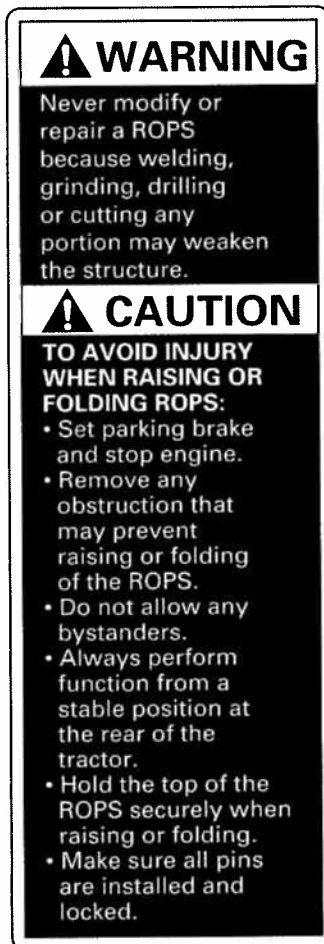 WARNING
Never modify or
repair a ROPS
because welding,
grinding, drilling
or cutting any
portion may weaken
the structure.
CAUTION
TO AVOID INJURY
WHEN RAISING OR
FOLDING ROPS:
• Set parking brake
and stop engine.
• Remove any
obstruction that
may prevent
raising or folding
of the ROPS.
• Do not allow any
bystanders.
• Always perform
function from a
stable position at
the rear of the
tractor.
• Hold the top of the
ROPS securely when
raising or folding.
• Make sure all pins
are installed and
locked.